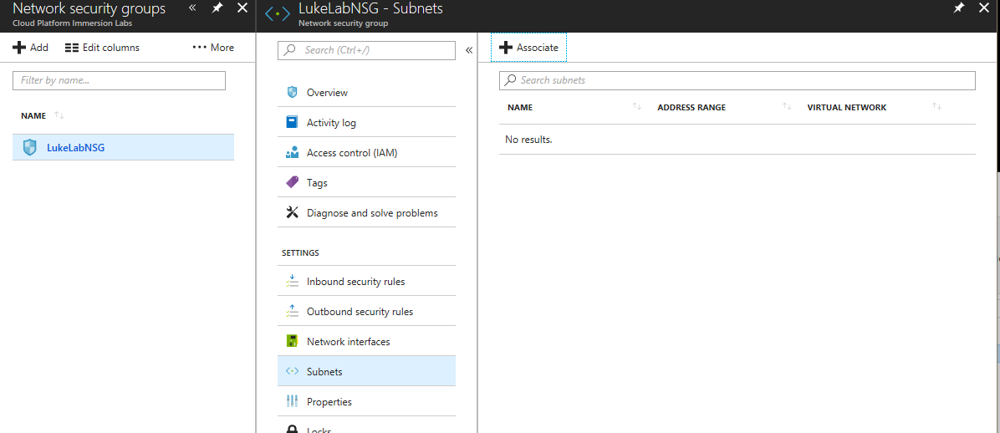 Network security groups
Cloud Platform Immersion Labs
Add Edit columns More
Filter by name...
NAME
LukeLabNSG
LukeLabNSG - Subnets
Network security group
Search (Ctrl+/)
Overview
Activity log
Access control (IAM)
Tags
Diagnose and solve problems
SETTINGS
Inbound security rules
Outbound security rules
Network interfaces
Subnets
Properties
Locks
Associate
Search subnets
NAME ADDRESS RANGE VIRTUAL NETWORK
No results.